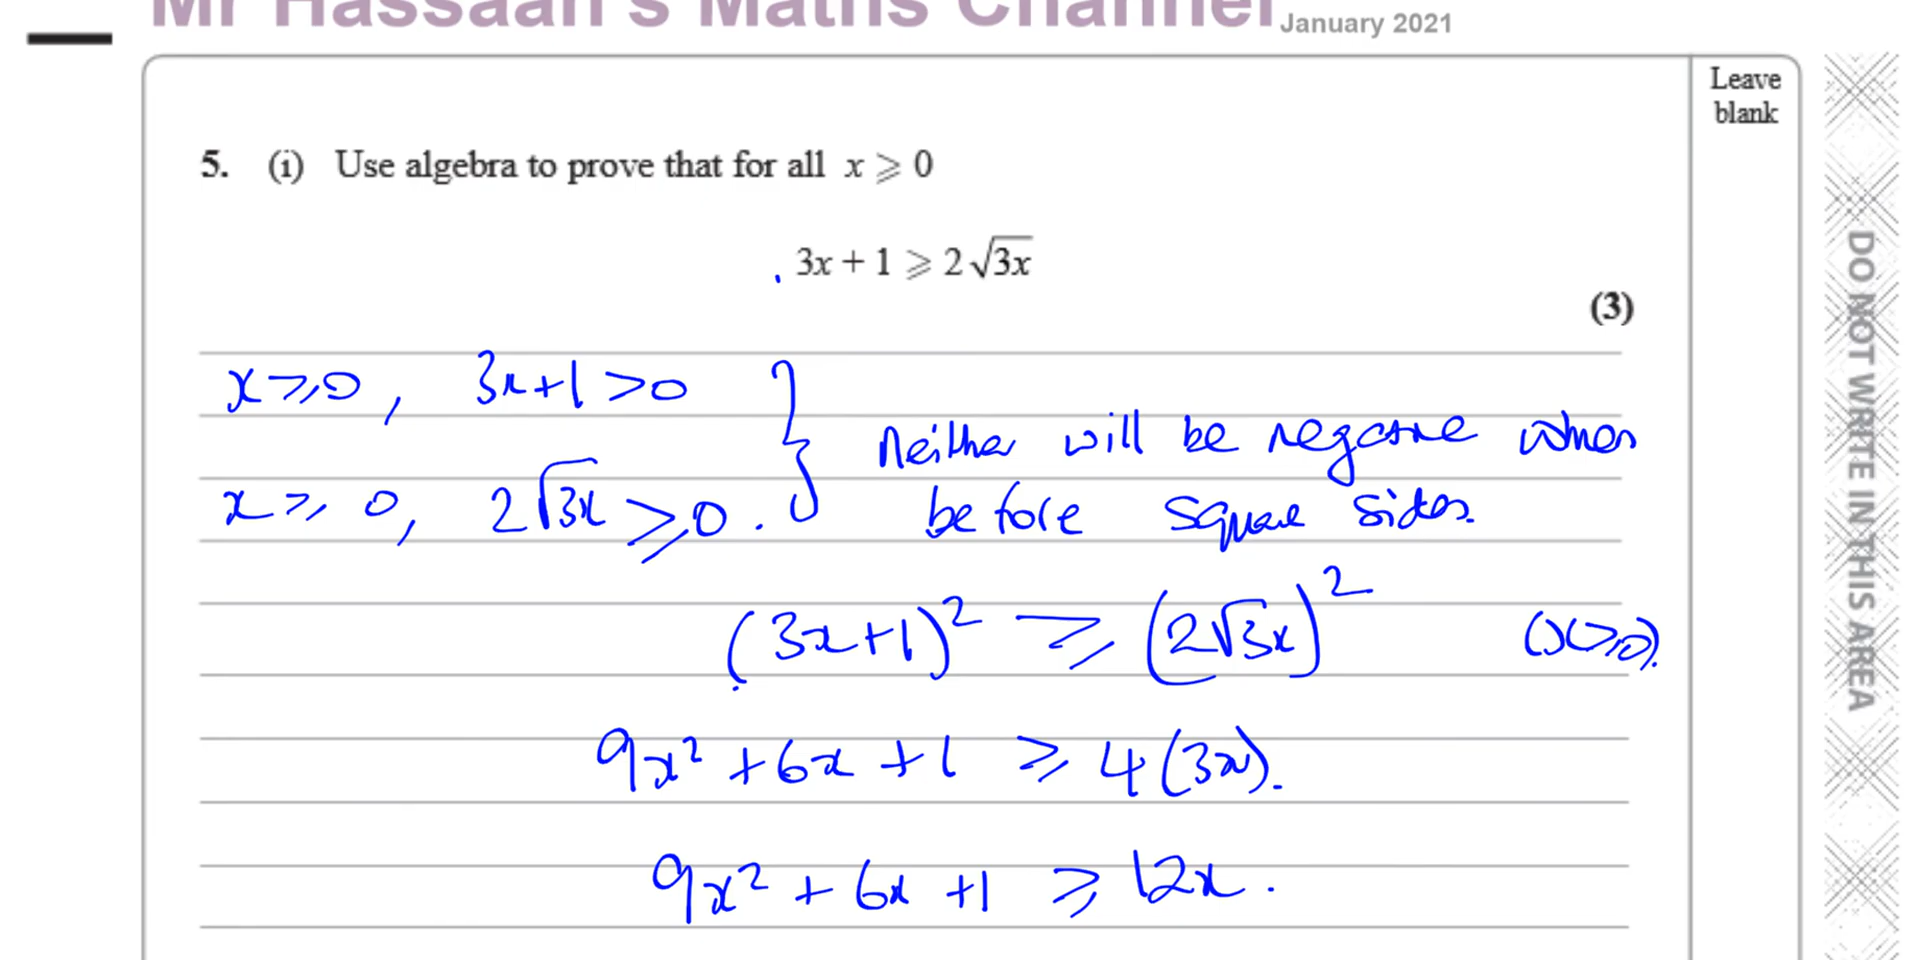 Mr Hassaan's Maths Channel
January 2021
Leave
blank
5. (i) Use algebra to prove that for all x ⩾ 0
3x + 1 ⩾ 2√3x
(3)
x ⩾ 0, 3x+1 > 0
Neither will be negative when
x ⩾ 0, 2√3x ⩾ 0.
before square sides.
(3x+1)² ⩾ (2√3x)² (x⩾0).
9x² + 6x + 1 ⩾ 4(3x).
9x² + 6x + 1 ⩾ 12x.
DO NOT WRITE IN THIS AREA